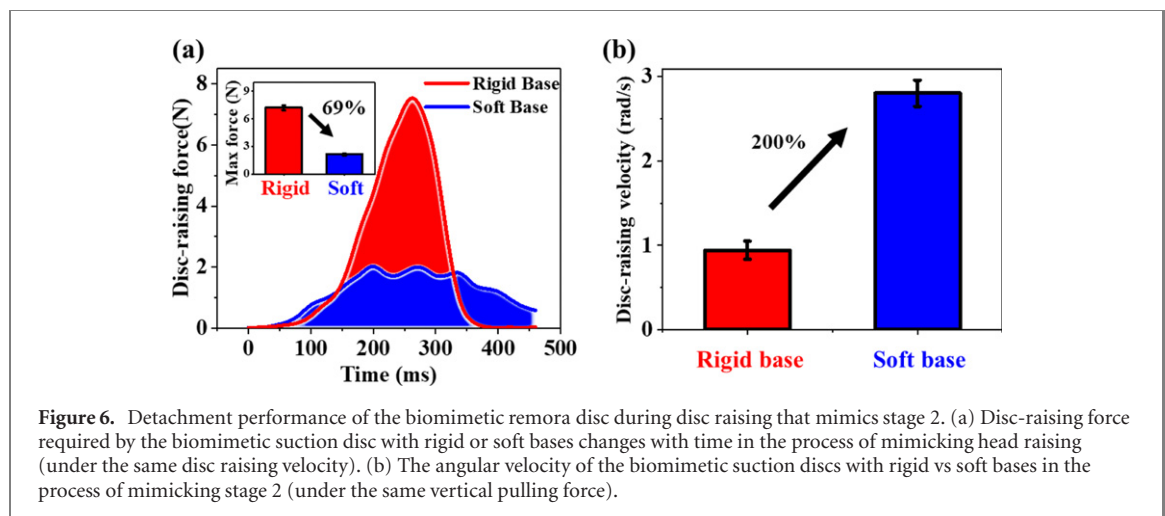 (a)
8
6
4
2
0
Disc-raising force(N)
9
6
3
0
Max force (N)
69%
Rigid Soft
Rigid Base
Soft Base
0 100 200 300 400 500
Time (ms)
(b)
3
2
1
0
Disc-raising velocity (rad/s)
200%
Rigid base Soft base
Figure 6. Detachment performance of the biomimetic remora disc during disc raising that mimics stage 2. (a) Disc-raising force
required by the biomimetic suction disc with rigid or soft bases changes with time in the process of mimicking head raising
(under the same disc raising velocity). (b) The angular velocity of the biomimetic suction discs with rigid vs soft bases in the
process of mimicking stage 2 (under the same vertical pulling force).